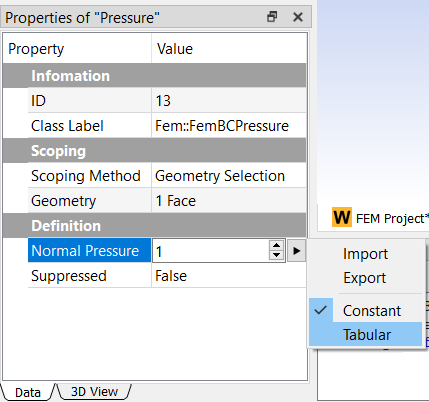 Properties of "Pressure"
Property Value
Infomation
ID 13
Class Label Fem::FemBCPressure
Scoping
Scoping Method Geometry Selection
Geometry 1 Face
Definition
Normal Pressure 1
Suppressed False
Data 3D View
W FEM Project*
Import
Export
Constant
Tabular